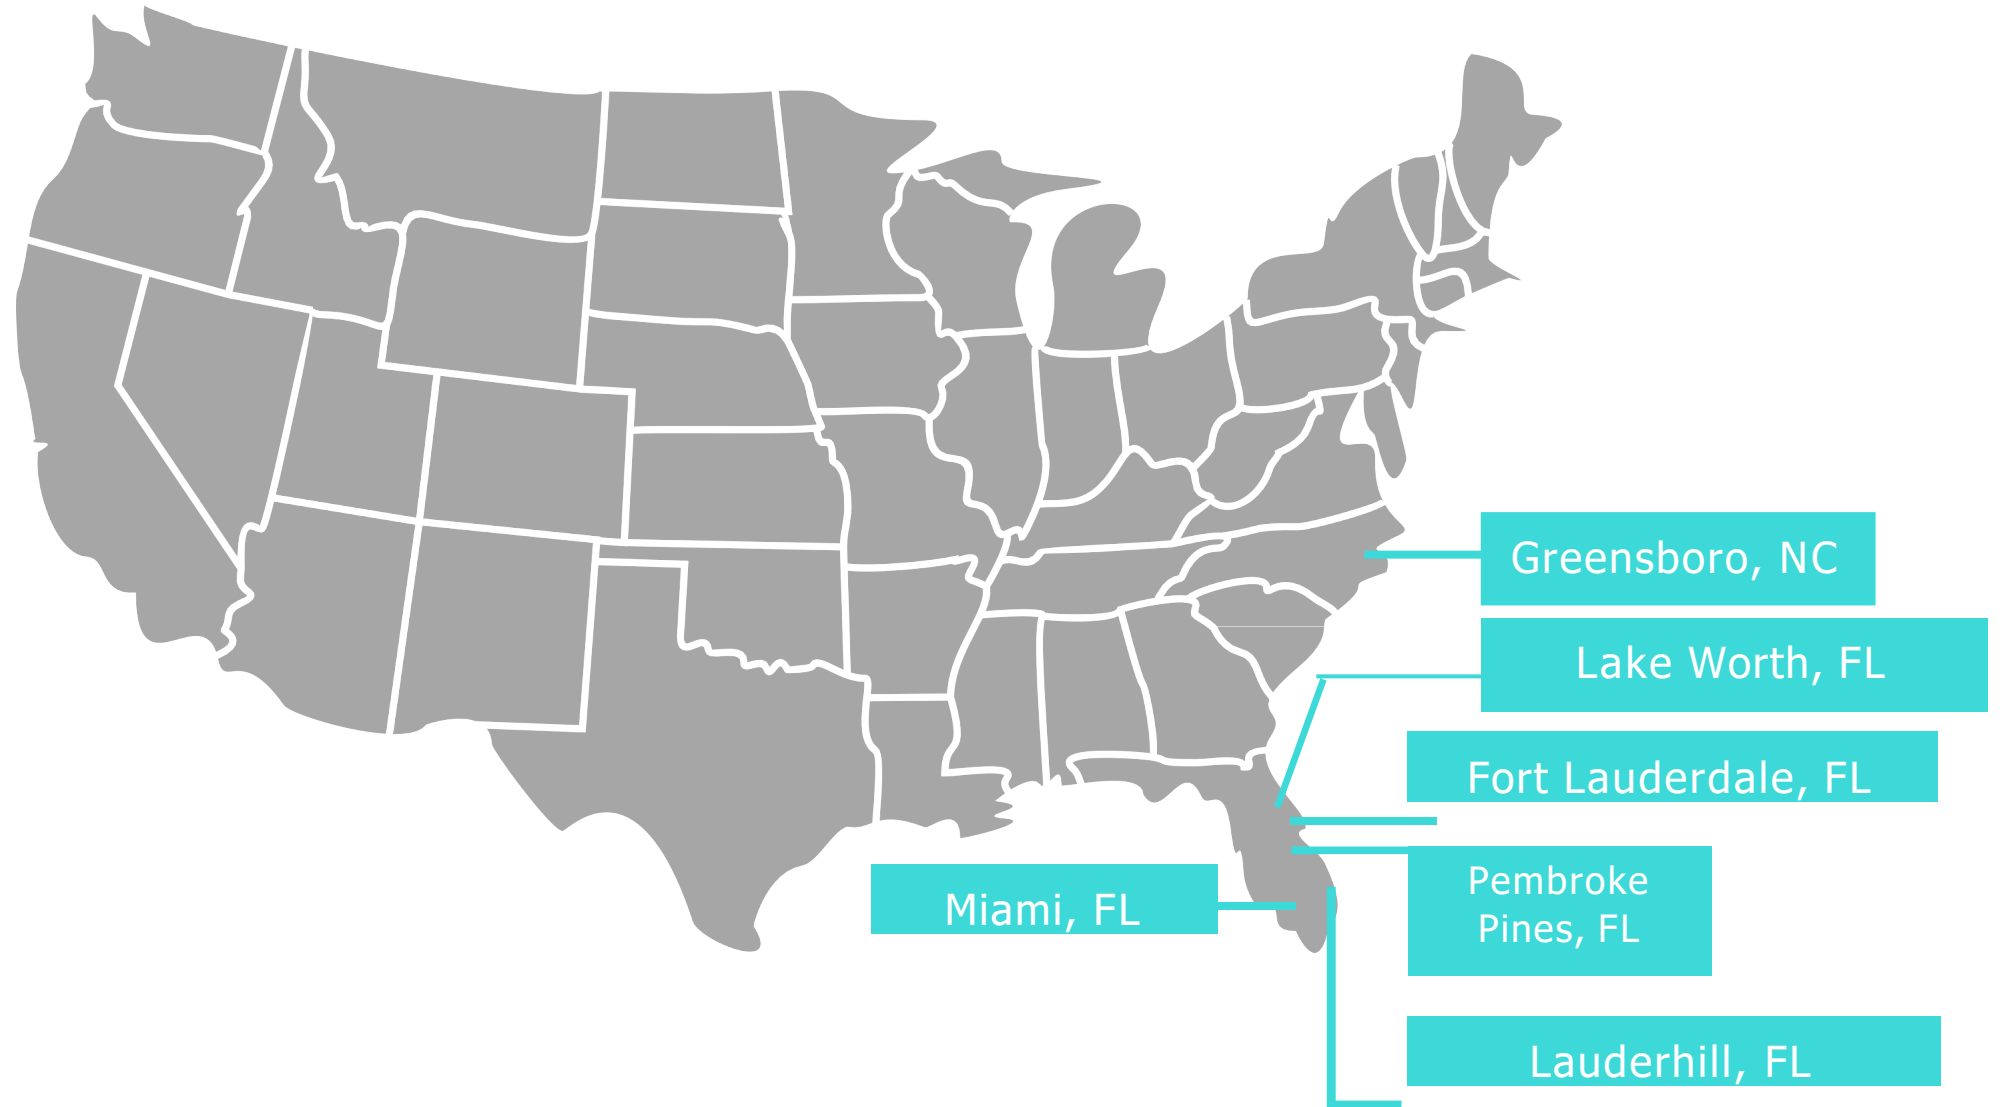 Greensboro, NC
Lake Worth, FL
Fort Lauderdale, FL
Miami, FL
Pembroke
Pines, FL
Lauderhill, FL